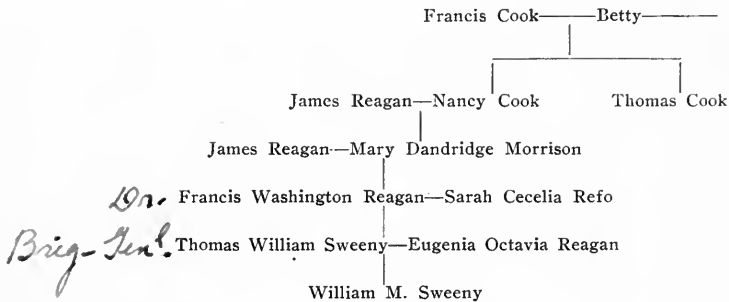 Francis Cook—Betty—
James Reagan—Nancy Cook Thomas Cook
James Reagan—Mary Dandridge Morrison
Dr. Francis Washington Reagan—Sarah Cecelia Refo
Brig-Genl. Thomas William Sweeny—Eugenia Octavia Reagan
William M. Sweeny